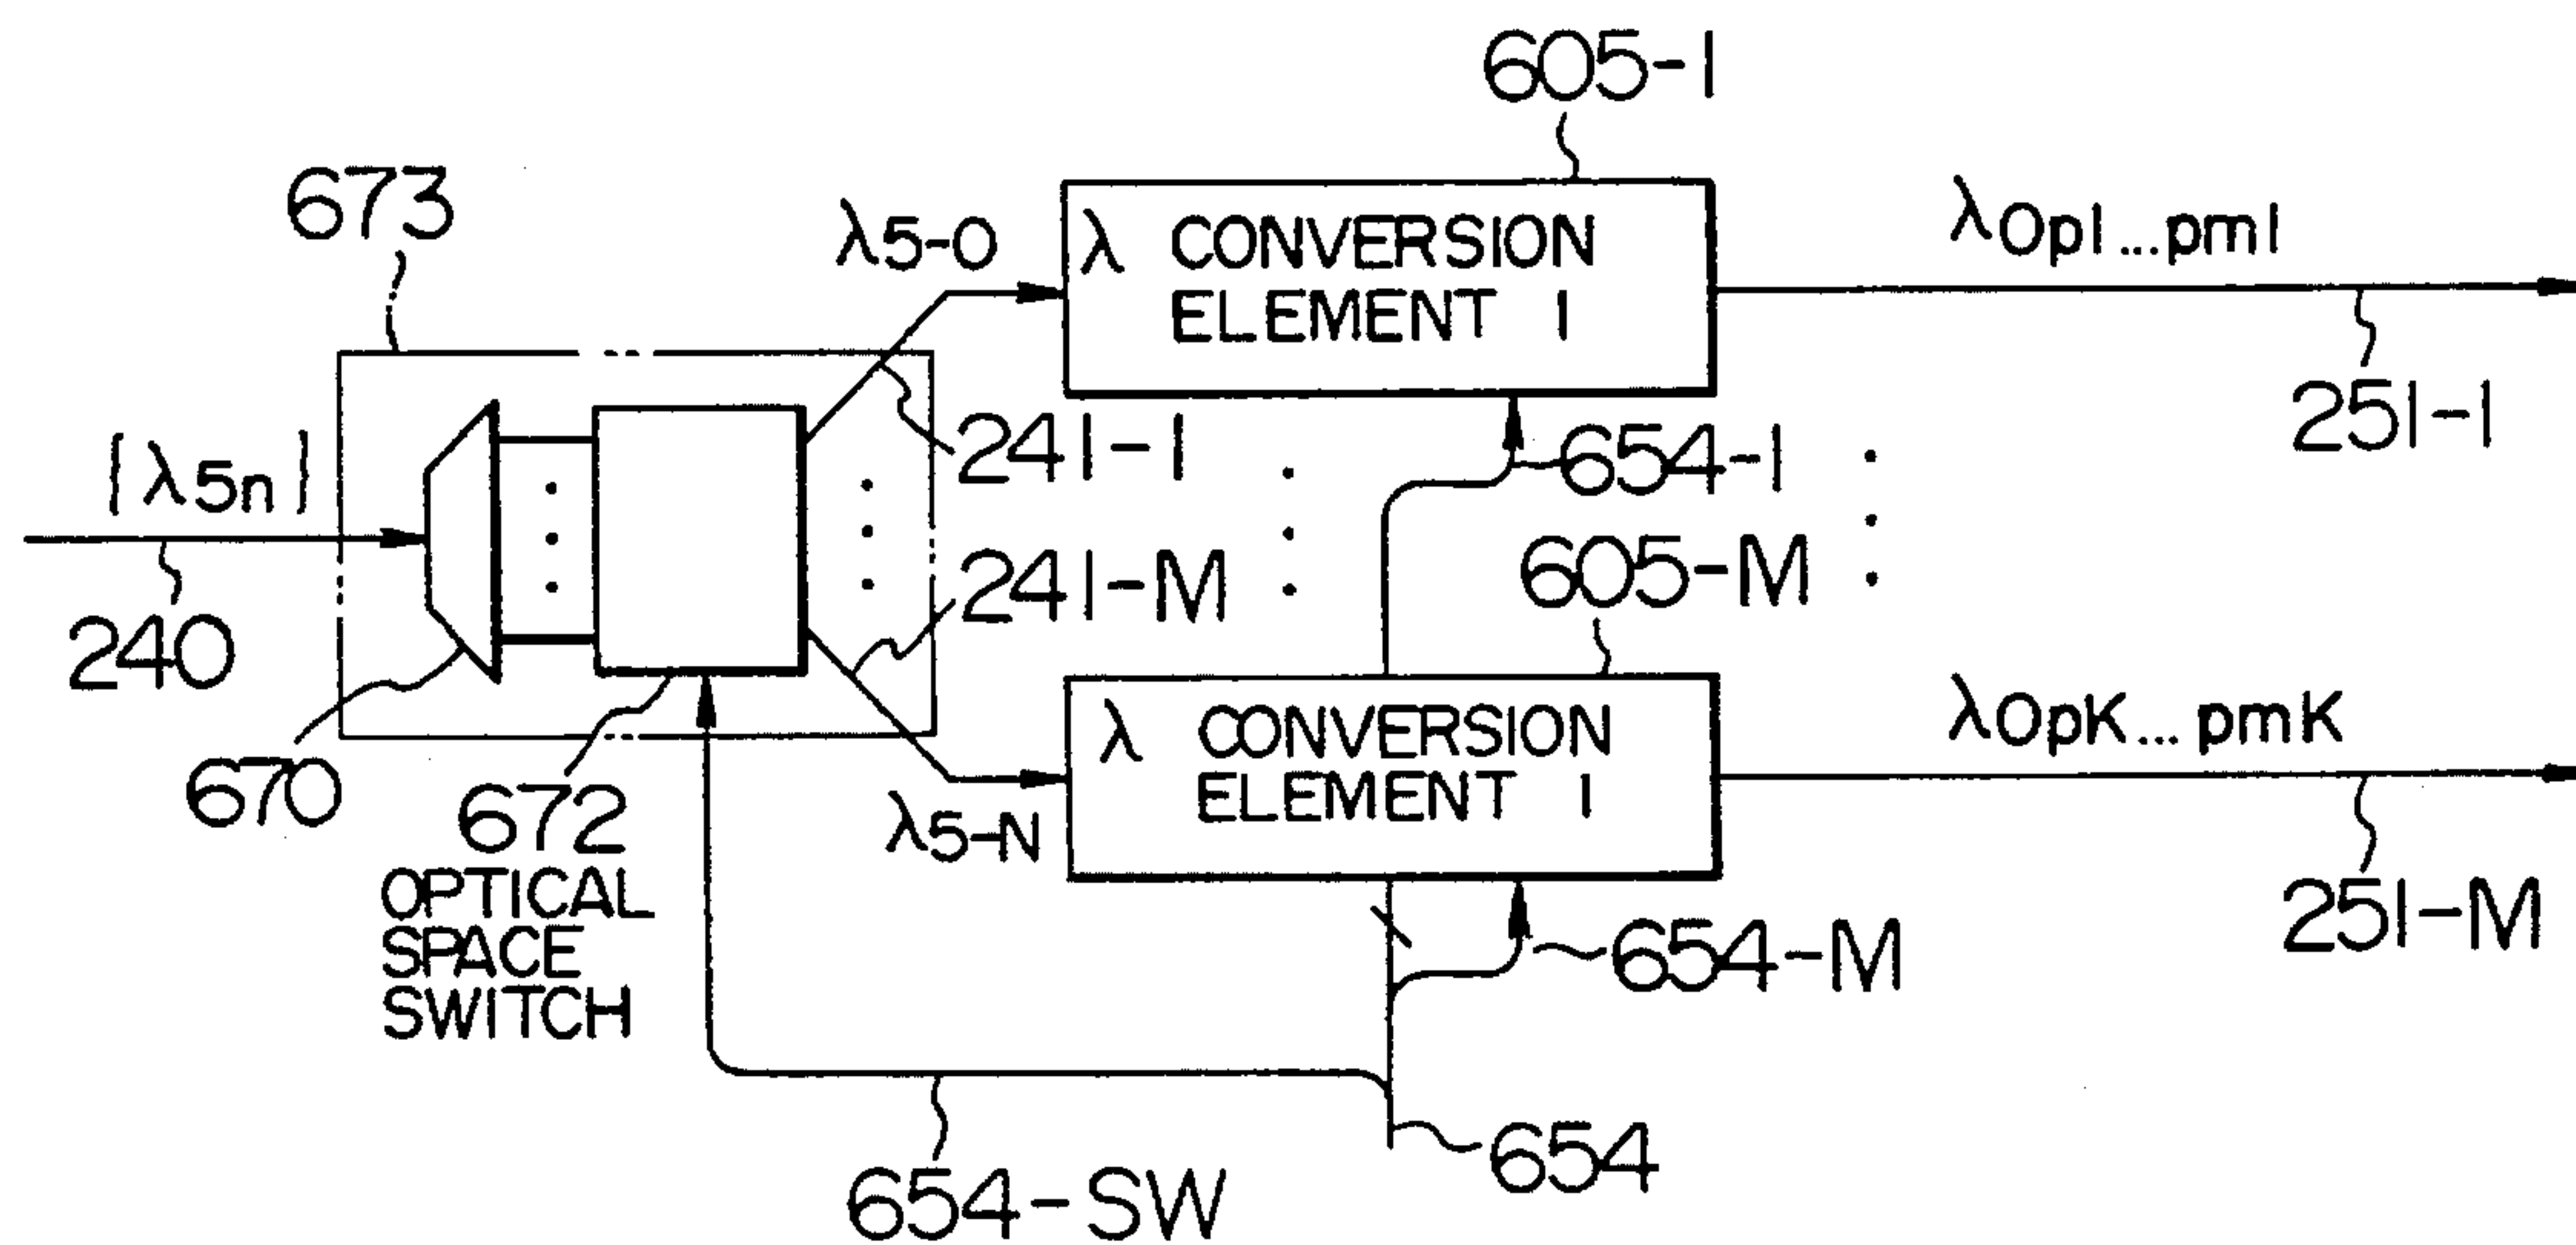 605-1
673
λ5-0
λ CONVERSION
ELEMENT 1
λ0p1...pm1
251-1
{λ5n}
240
241-1
654-1
241-M
605-M
670
672
OPTICAL
SPACE
SWITCH
λ5-N
λ CONVERSION
ELEMENT 1
λ0pK...pmK
251-M
654-M
654-SW
654